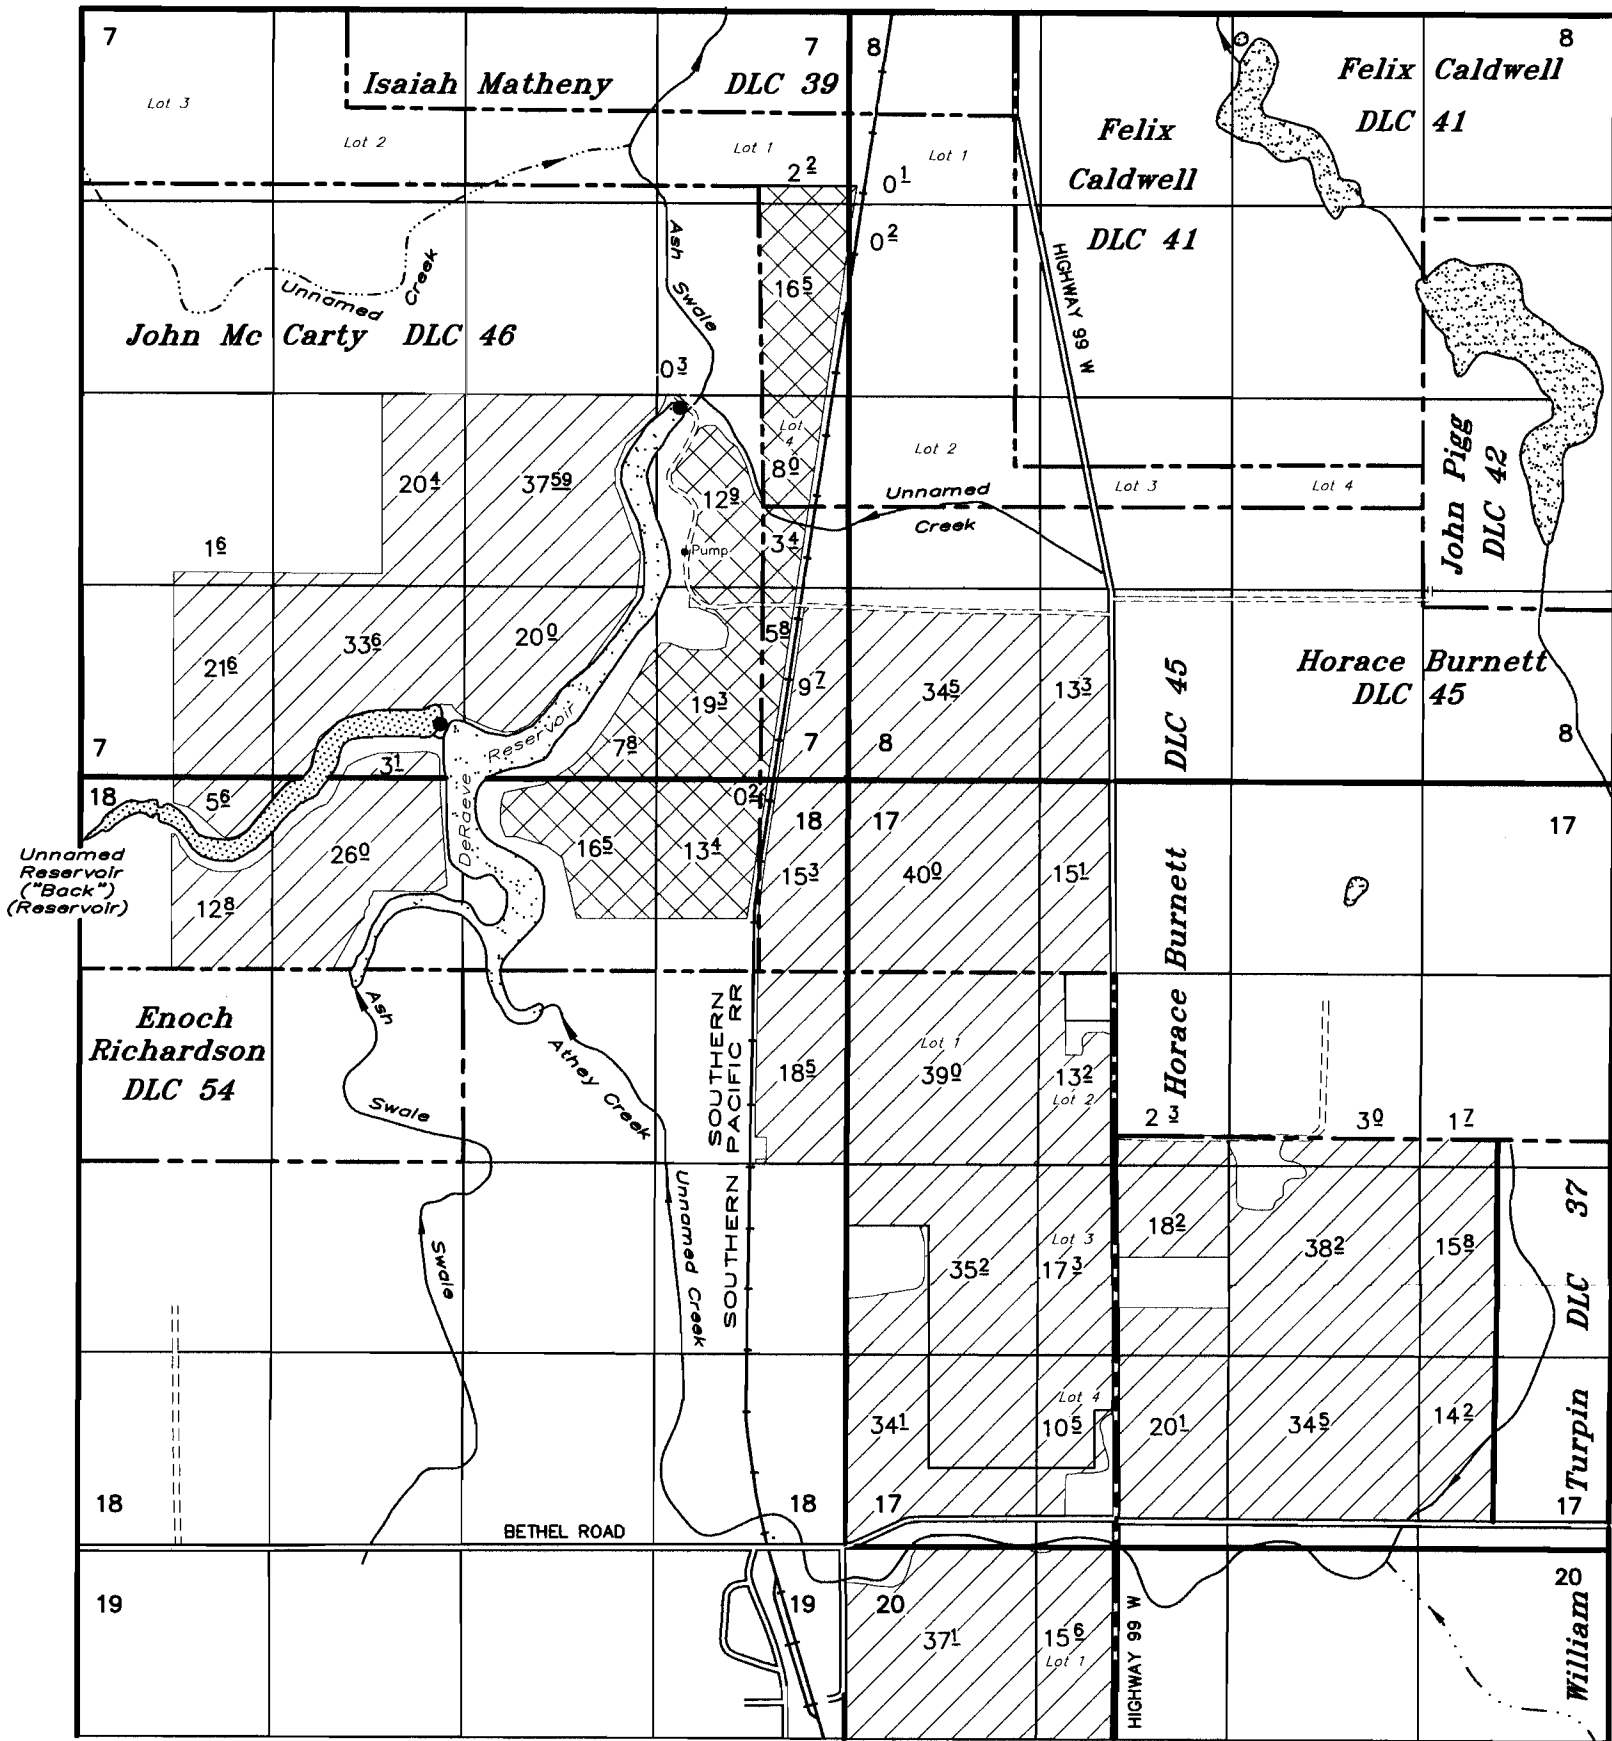 7
7
8
8
Isaiah Matheny DLC 39
Felix Caldwell
DLC 41
Lot 3
Lot 2
Lot 1
Lot 1
Felix
Caldwell
DLC 41
2 2
0 1
0 2
Ash
Swale
HIGHWAY 99 W
16 5
Unnamed
Creek
John Mc Carty DLC 46
0 3
Lot
4
8 0
Lot 2
Lot 3
Lot 4
John Pigg
DLC 42
20 4
37 59
12 9
Unnamed
Creek
1 6
Pump
3 4
21 6
33 6
20 0
5 8
19 3
9 7
34 5
13 3
DLC 45
Horace Burnett
DLC 45
7 8
DeRaeve Reservoir
7
7
8
8
3 1
18
5 6
0 2
18
17
17
Unnamed
Reservoir
("Back")
(Reservoir)
26 0
16 5
13 4
15 3
40 0
15 1
12 8
Horace Burnett
Enoch
Richardson
DLC 54
Ash
Swale
Athey Creek
SOUTHERN
PACIFIC RR
18 5
Lot 1
39 0
13 2
Lot 2
2 3
3 0
1 7
Unnamed Creek
SOUTHERN
Swale
Lot 3
35 2
17 3
18 2
38 2
15 8
William Turpin DLC 37
Lot 4
34 1
10 5
20 1
34 5
14 2
18
18
17
17
BETHEL ROAD
19
19
20
20
37 1
15 6
Lot 1
HIGHWAY 99 W